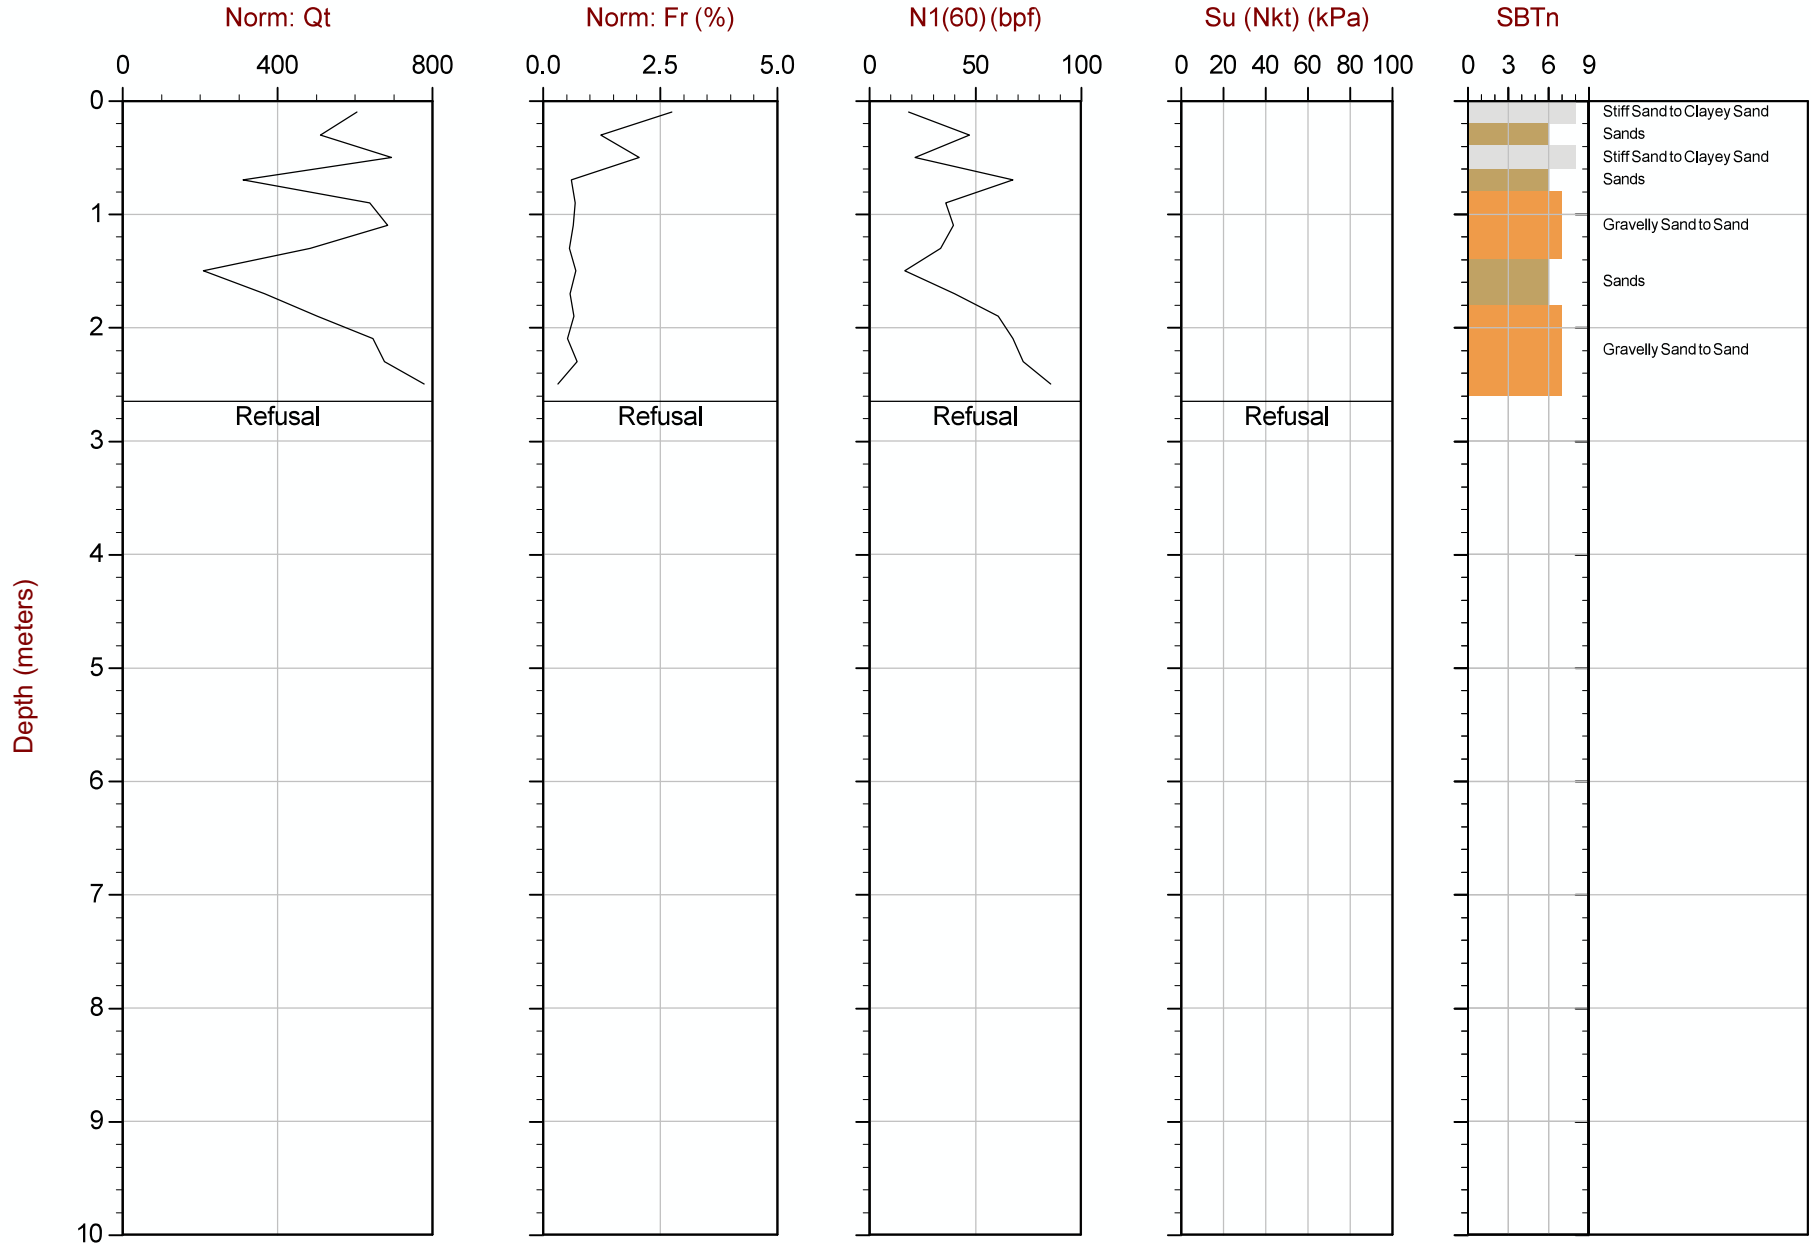 Norm: Qt Norm: Fr (%) N1(60) (bpf) Su (Nkt) (kPa) SBTn
0 400 800 0.0 2.5 5.0 0 50 100 0 20 40 60 80 100 0 3 6 9
0
Stiff Sand to Clayey Sand
Sands
Stiff Sand to Clayey Sand
Sands
1
Gravelly Sand to Sand
Sands
2
Gravelly Sand to Sand
Refusal Refusal Refusal Refusal
3
4
5
Depth (meters)
6
7
8
9
10